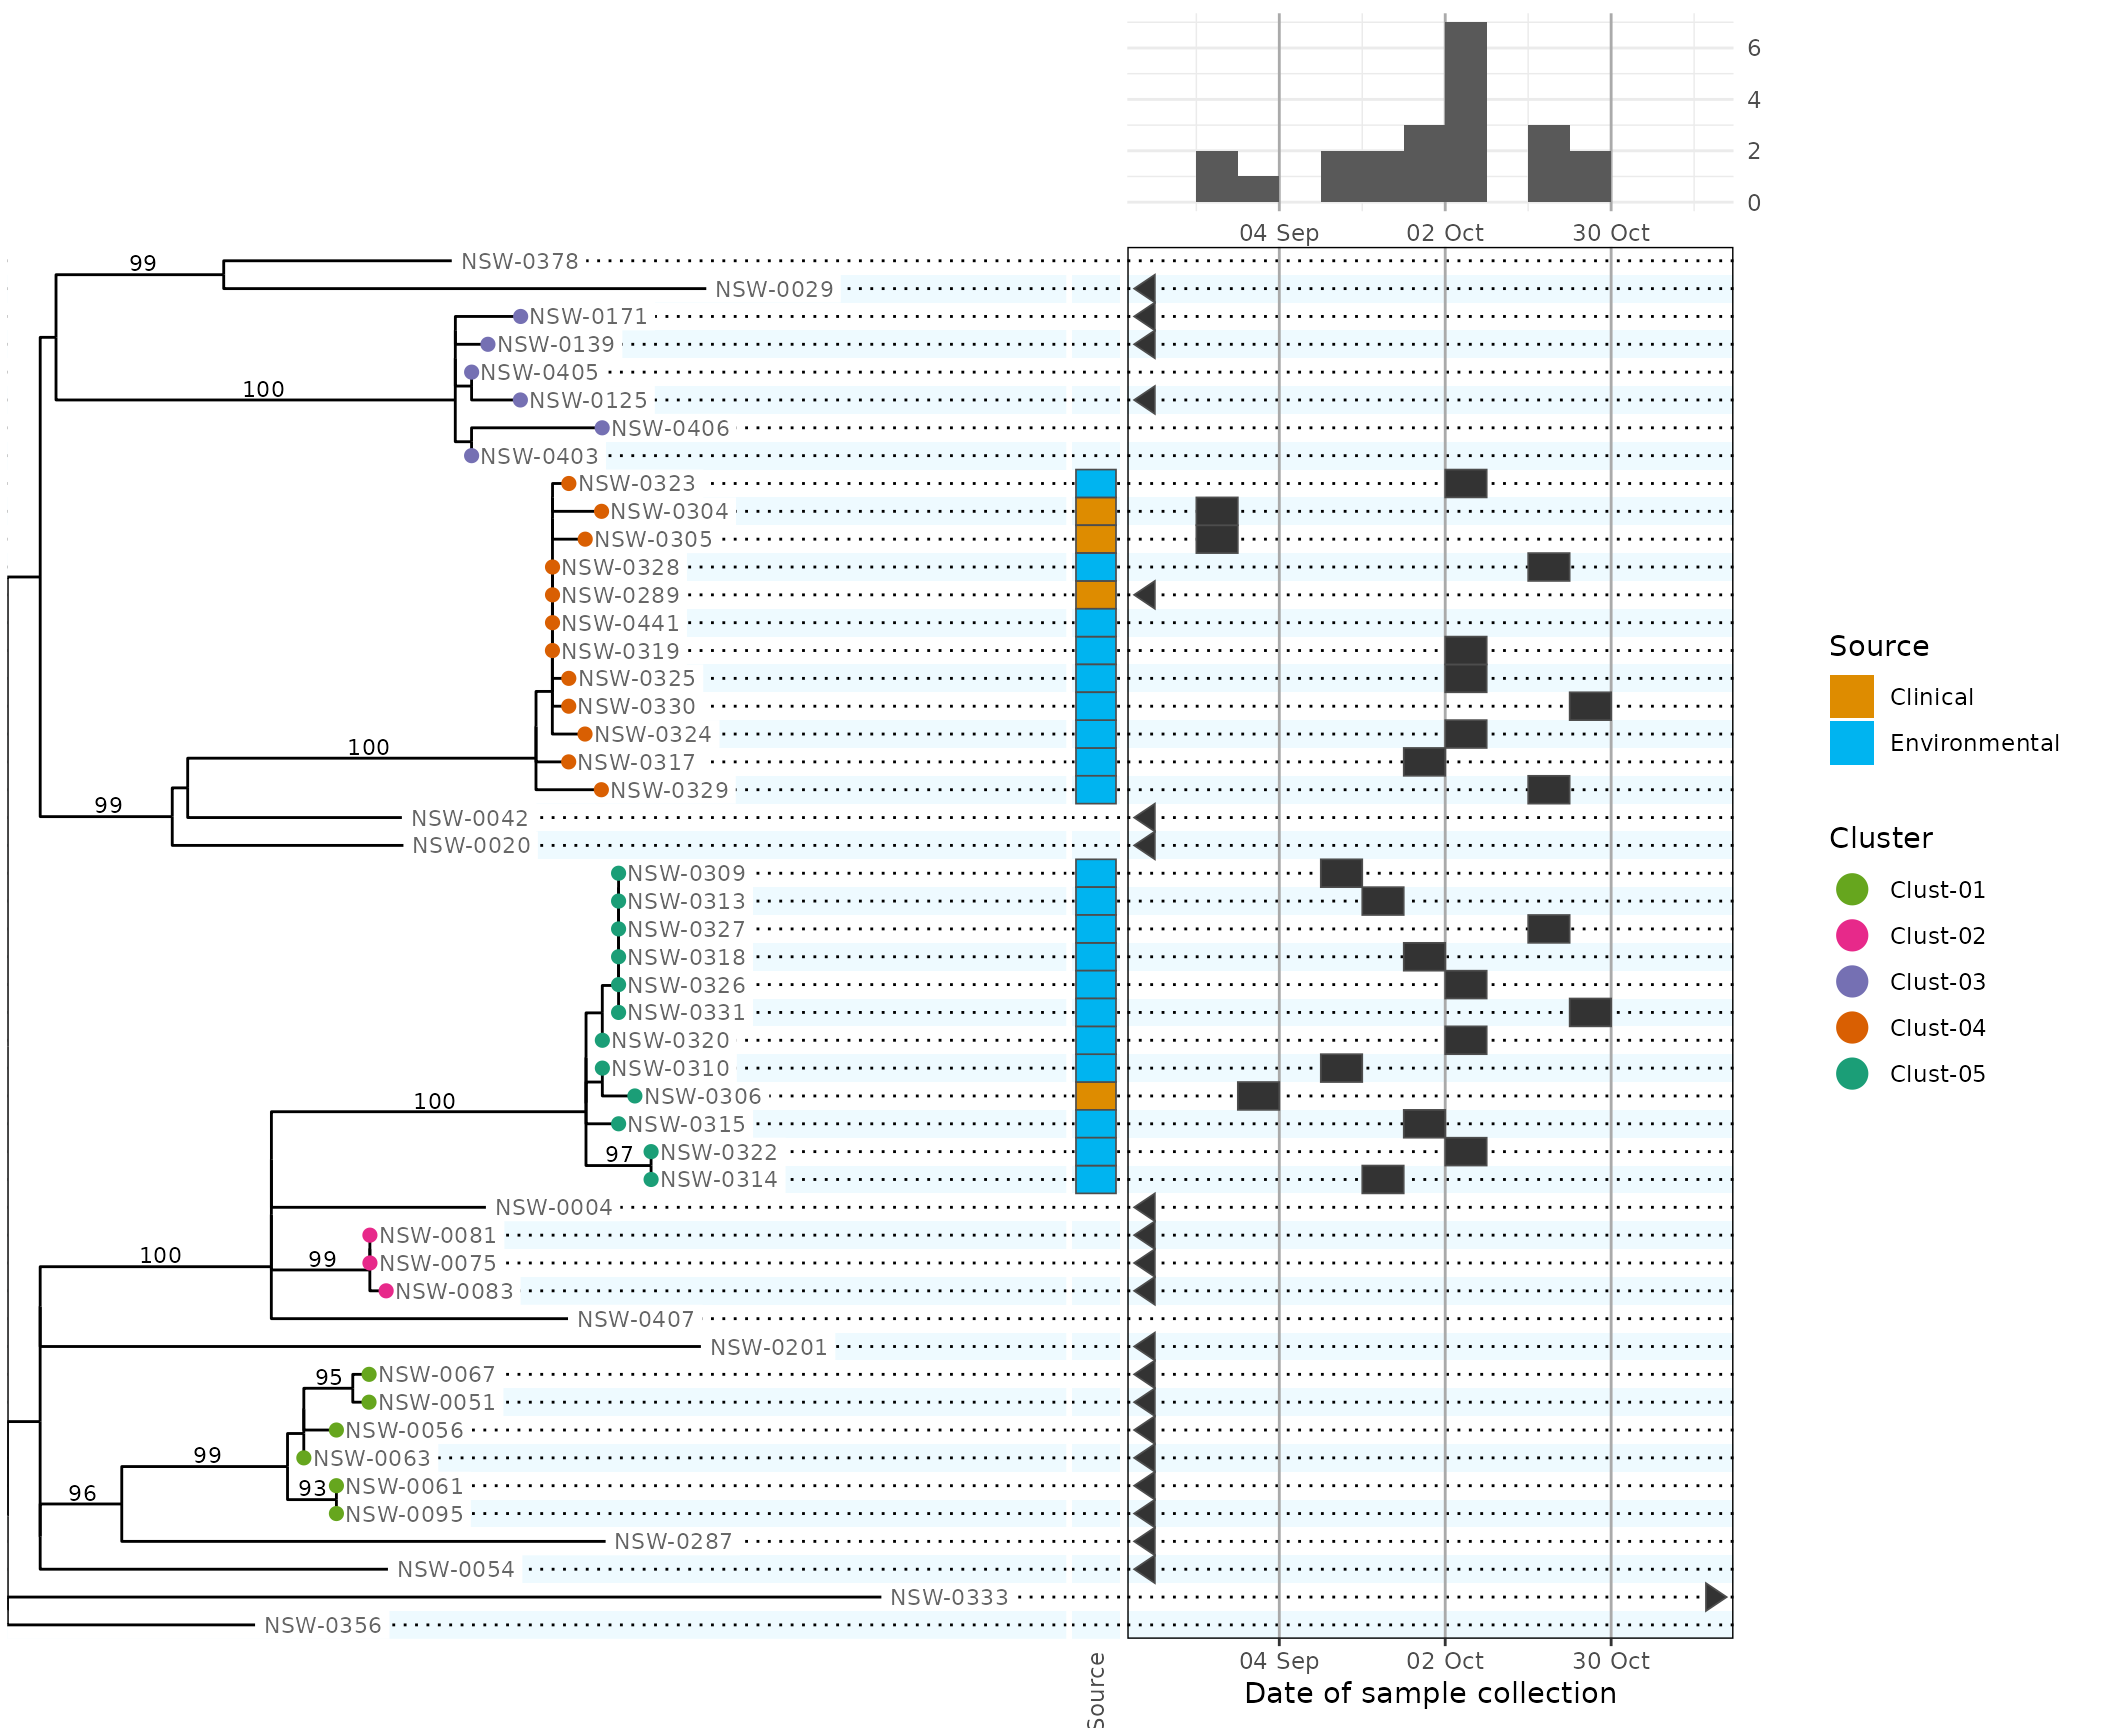 6
4
2
0
04 Sep 02 Oct 30 Oct
99
NSW-0378
NSW-0029
NSW-0171
NSW-0139
NSW-0405
100
NSW-0125
NSW-0406
NSW-0403
NSW-0323
NSW-0304
NSW-0305
NSW-0328
NSW-0289
NSW-0441
NSW-0319
NSW-0325
NSW-0330
NSW-0324
100
NSW-0317
NSW-0329
99
NSW-0042
NSW-0020
NSW-0309
NSW-0313
NSW-0327
NSW-0318
NSW-0326
NSW-0331
NSW-0320
NSW-0310
NSW-0306
100
NSW-0315
97 NSW-0322
NSW-0314
NSW-0004
NSW-0081
100 99 NSW-0075
NSW-0083
NSW-0407
NSW-0201
95 NSW-0067
NSW-0051
NSW-0056
99 NSW-0063
93 NSW-0061
96
NSW-0095
NSW-0287
NSW-0054
NSW-0333
NSW-0356
Source
04 Sep 02 Oct 30 Oct
Date of sample collection
Source
Clinical
Environmental
Cluster
Clust-01
Clust-02
Clust-03
Clust-04
Clust-05